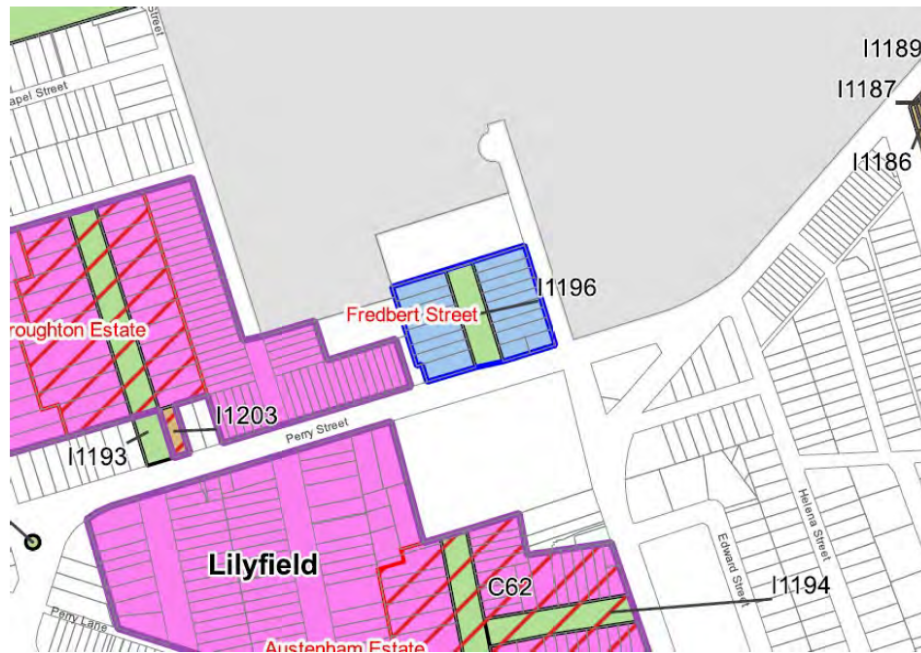 Street
I1189
I1187
apel Street
I1186
I1196
Fredbert Street
roughton Estate
I1203
I1193
Perry Street
Helena Street
Lilyfield
Edward Street
C62
I1194
Perry Lane
Austenham Estate